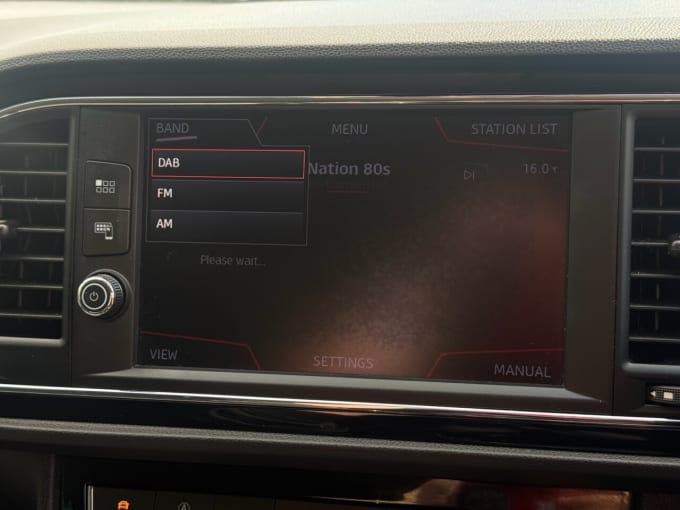 BAND MENU STATION LIST
DAB
Nation 80s
16.0
FM
AM
Please wait...
VIEW SETTINGS MANUAL